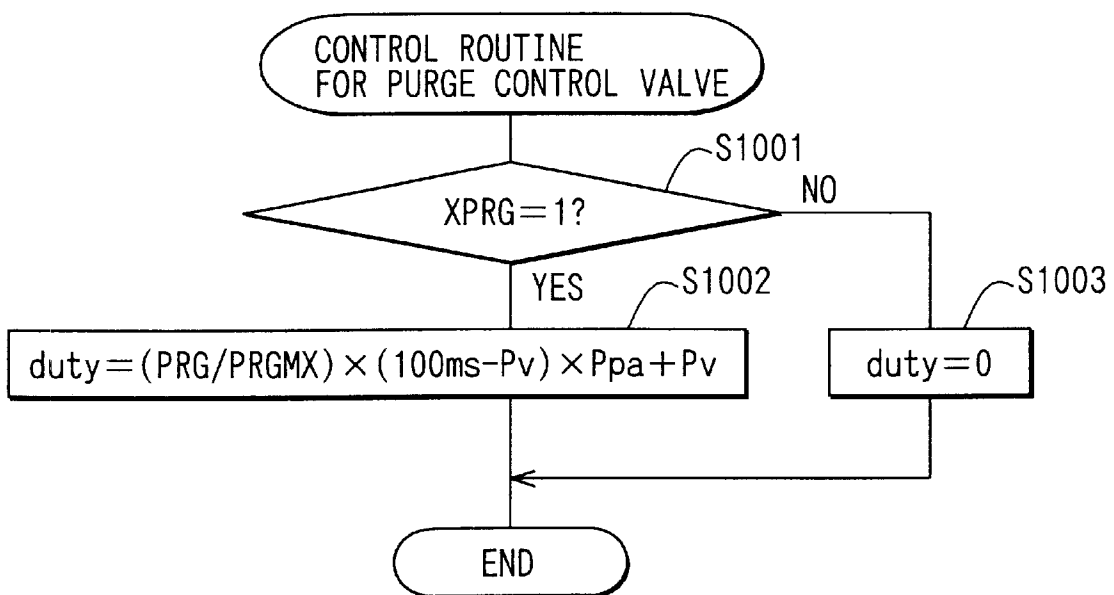 CONTROL ROUTINE
FOR PURGE CONTROL VALVE
S1001
XPRG=1?
NO
YES
S1002
S1003
duty=(PRG/PRGMX)×(100ms-Pv)×Ppa+Pv
duty=0
END